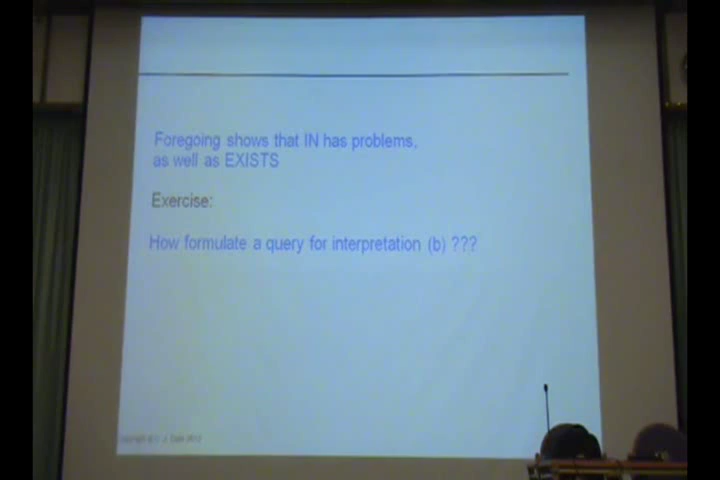 Foregoing shows that IN has problems,
as well as EXISTS
Exercise:
How formulate a query for interpretation (b) ???